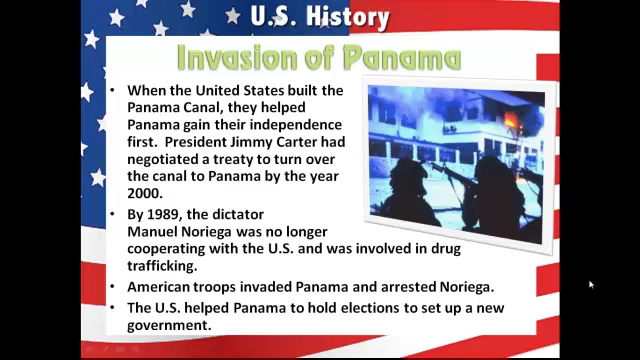 U.S. History
Invasion of Panama
• When the United States built the
Panama Canal, they helped
Panama gain their independence
first. President Jimmy Carter had
negotiated a treaty to turn over
the canal to Panama by the year
2000.
• By 1989, the dictator
Manuel Noriega was no longer
cooperating with the U.S. and was involved in drug
trafficking.
• American troops invaded Panama and arrested Noriega.
• The U.S. helped Panama to hold elections to set up a new
government.